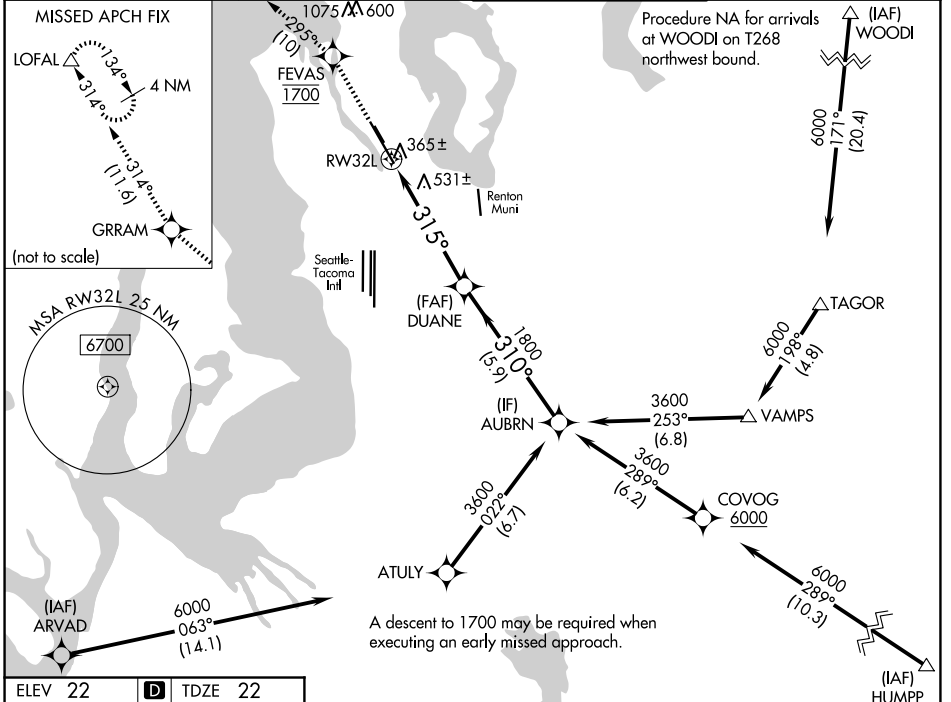 MISSED APCH FIX
LOFAL
134°
4 NM
314°
314°
(11.6)
GRRAM
(not to scale)
1075
600
295°
(10)
FEVAS
1700
Procedure NA for arrivals
at WOODI on T268
northwest bound.
(IAF)
WOODI
6000
171°
(20.4)
RW32L
365±
531±
Renton
Muni
315°
Seattle-
Tacoma
Intl
(FAF)
DUANE
MSA RW32L 25 NM
6700
1800
310°
(5.9)
TAGOR
6000
198°
(4.8)
(IF)
AUBRN
3600
253°
(6.8)
VAMPS
3600
289°
(6.2)
COVOG
6000
3600
022°
(6.7)
ATULY
6000
289°
(10.3)
(IAF)
ARVAD
6000
063°
(14.1)
A descent to 1700 may be required when
executing an early missed approach.
(IAF)
HUMPP
ELEV 22 D TDZE 22